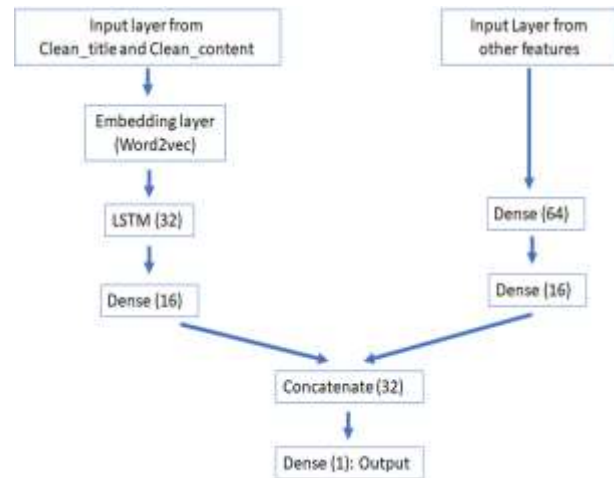 Input layer from
Clean_title and Clean_content
Input Layer from
other features
Embedding layer
(Word2vec)
LSTM (32)
Dense (64)
Dense (16)
Dense (16)
Concatenate (32)
Dense (1): Output